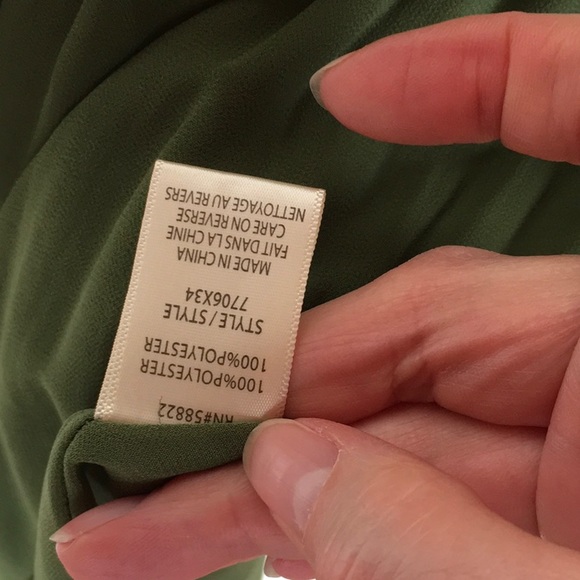 RN#58822
100%POLYESTER
100%POLYESTER
STYLE/STYLE
7706X34
MADE IN CHINA
FAIT DANS LA CHINE
CARE ON REVERSE
NETTOYAGE AU REVERS